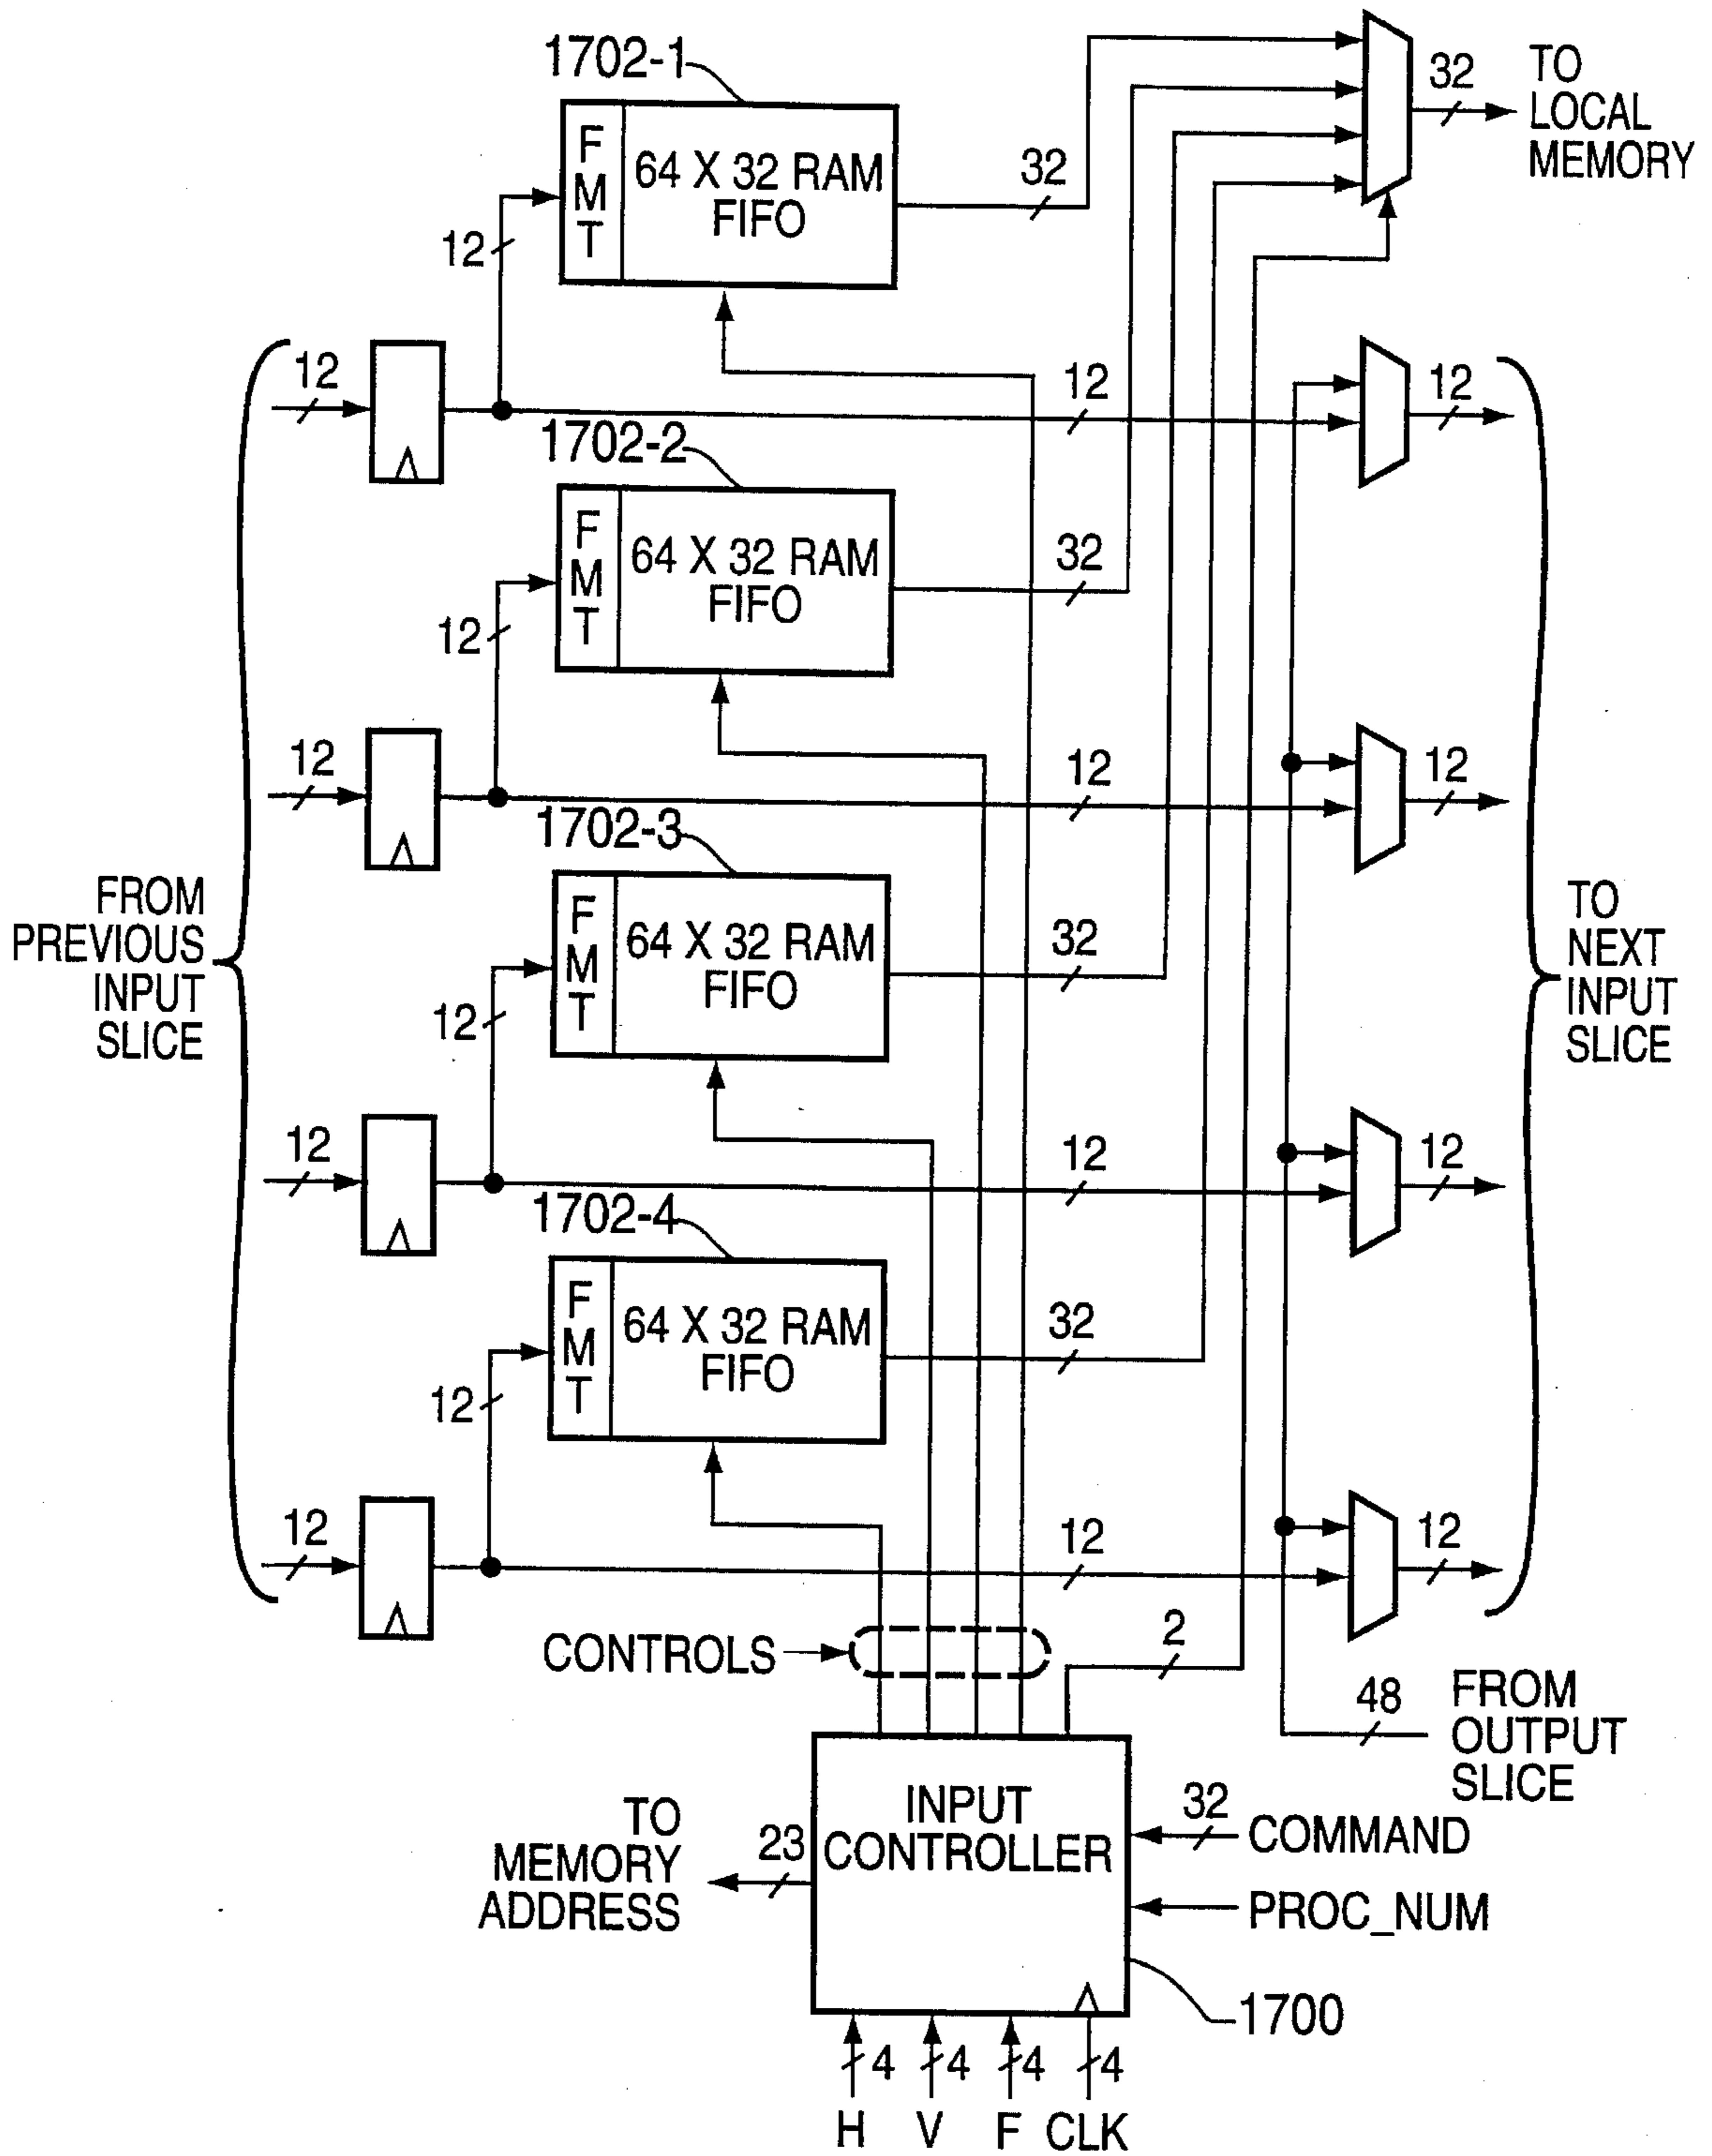 1702-1
32
TO
LOCAL
MEMORY
F
M
T
64 X 32 RAM
FIFO
32
12
12
12
12
1702-2
F
M
T
64 X 32 RAM
FIFO
32
12
12
12
12
1702-3
FROM
PREVIOUS
INPUT
SLICE
F
M
T
64 X 32 RAM
FIFO
32
12
TO
NEXT
INPUT
SLICE
12
12
12
1702-4
F
M
T
64 X 32 RAM
FIFO
32
12
12
12
12
CONTROLS
2
48
FROM
OUTPUT
SLICE
INPUT
CONTROLLER
TO
MEMORY
ADDRESS
23
32
COMMAND
PROC_NUM
1700
4
4
4
4
H
V
F
CLK